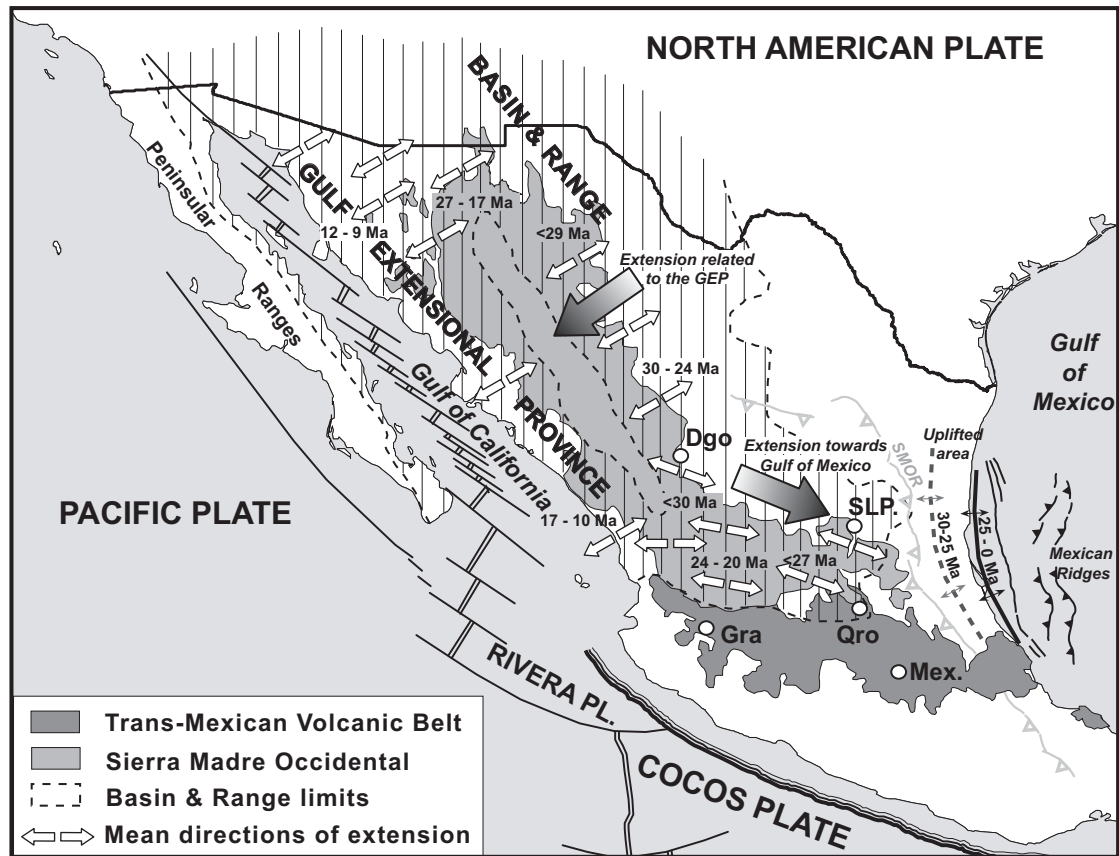 NORTH AMERICAN PLATE
BASIN & RANGE
Peninsular
Ranges
GULF EXTENSIONAL PROVINCE
27 - 17 Ma
12 - 9 Ma
<29 Ma
Extension related
to the GEP
Gulf
of
Mexico
30 - 24 Ma
Gulf of California
Dgo
Extension towards
Gulf of Mexico
SMOR
Uplifted
area
PACIFIC PLATE
17 - 10 Ma
<30 Ma
SLP.
30-25 Ma
25 - 0 Ma
Mexican
Ridges
24 - 20 Ma
<27 Ma
Gra
Qro
Mex.
RIVERA PL.
COCOS PLATE
Trans-Mexican Volcanic Belt
Sierra Madre Occidental
Basin & Range limits
Mean directions of extension